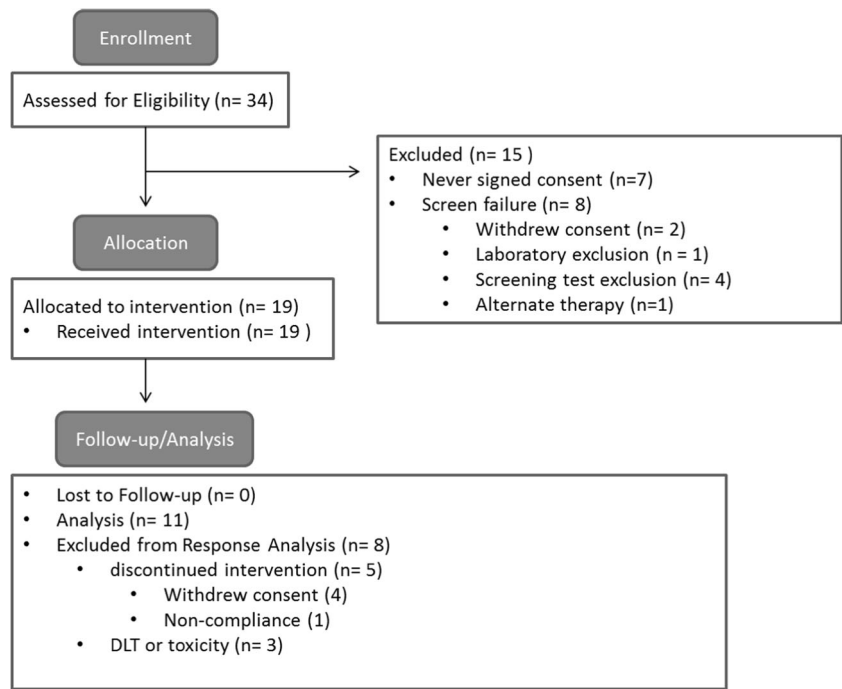 Enrollment
Assessed for Eligibility (n= 34)
Excluded (n= 15 )
• Never signed consent (n=7)
• Screen failure (n= 8)
• Withdrew consent (n= 2)
• Laboratory exclusion (n = 1)
• Screening test exclusion (n= 4)
• Alternate therapy (n=1)
Allocation
Allocated to intervention (n= 19)
• Received intervention (n= 19 )
Follow-up/Analysis
• Lost to Follow-up (n= 0)
• Analysis (n= 11)
• Excluded from Response Analysis (n= 8)
• discontinued intervention (n= 5)
• Withdrew consent (4)
• Non-compliance (1)
• DLT or toxicity (n= 3)